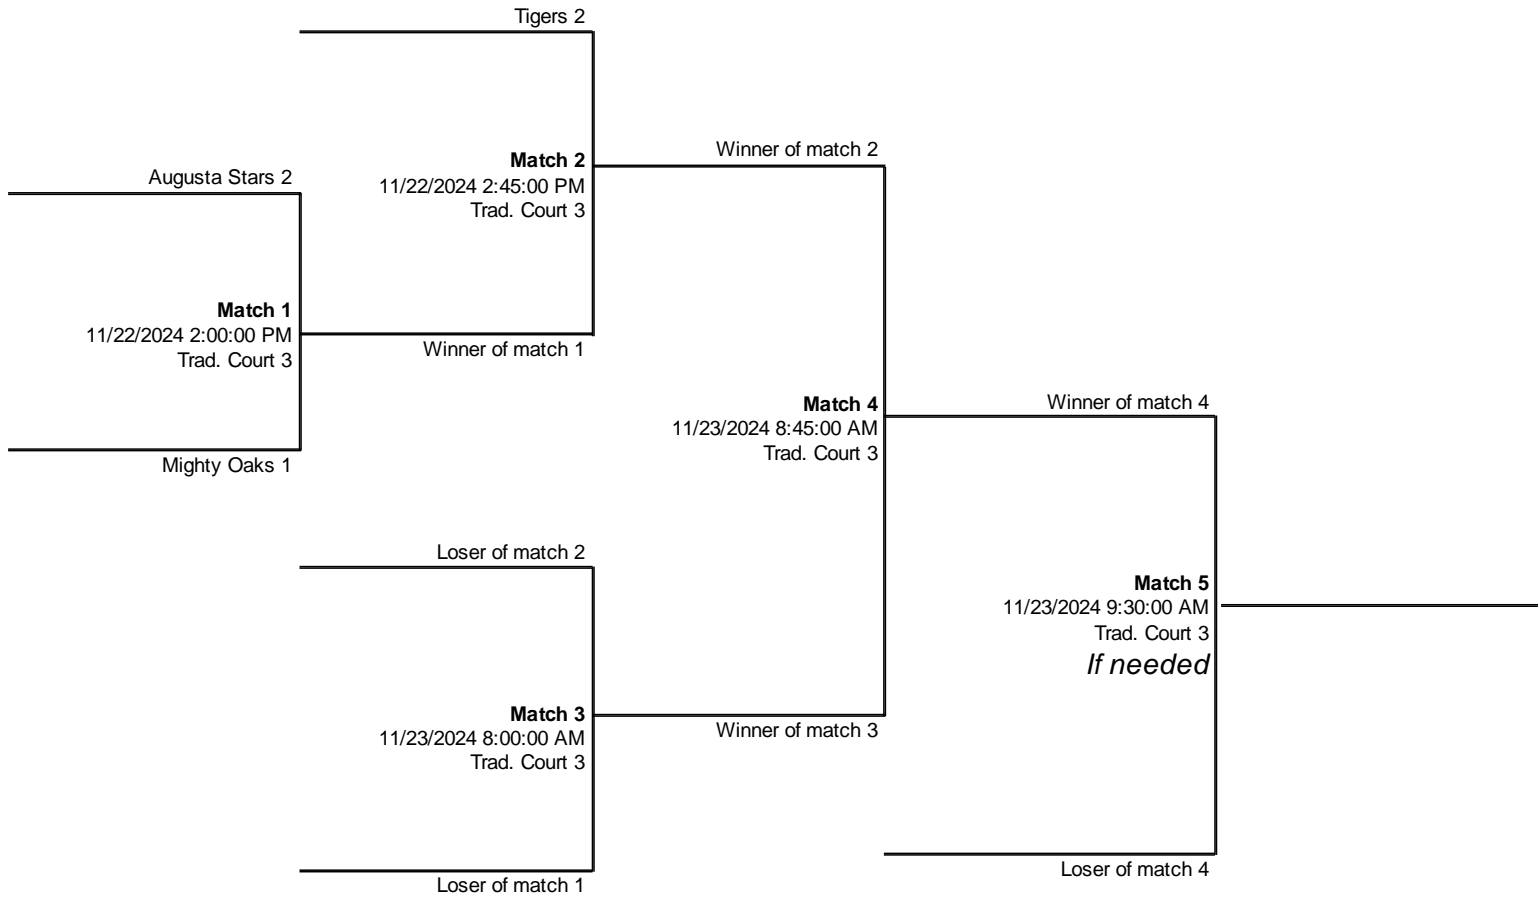 Tigers 2
Match 2
11/22/2024 2:45:00 PM
Trad. Court 3
Winner of match 2
Augusta Stars 2
Match 1
11/22/2024 2:00:00 PM
Trad. Court 3
Winner of match 1
Mighty Oaks 1
Match 4
11/23/2024 8:45:00 AM
Trad. Court 3
Winner of match 4
Loser of match 2
Match 5
11/23/2024 9:30:00 AM
Trad. Court 3
If needed
Match 3
11/23/2024 8:00:00 AM
Trad. Court 3
Winner of match 3
Loser of match 1
Loser of match 4